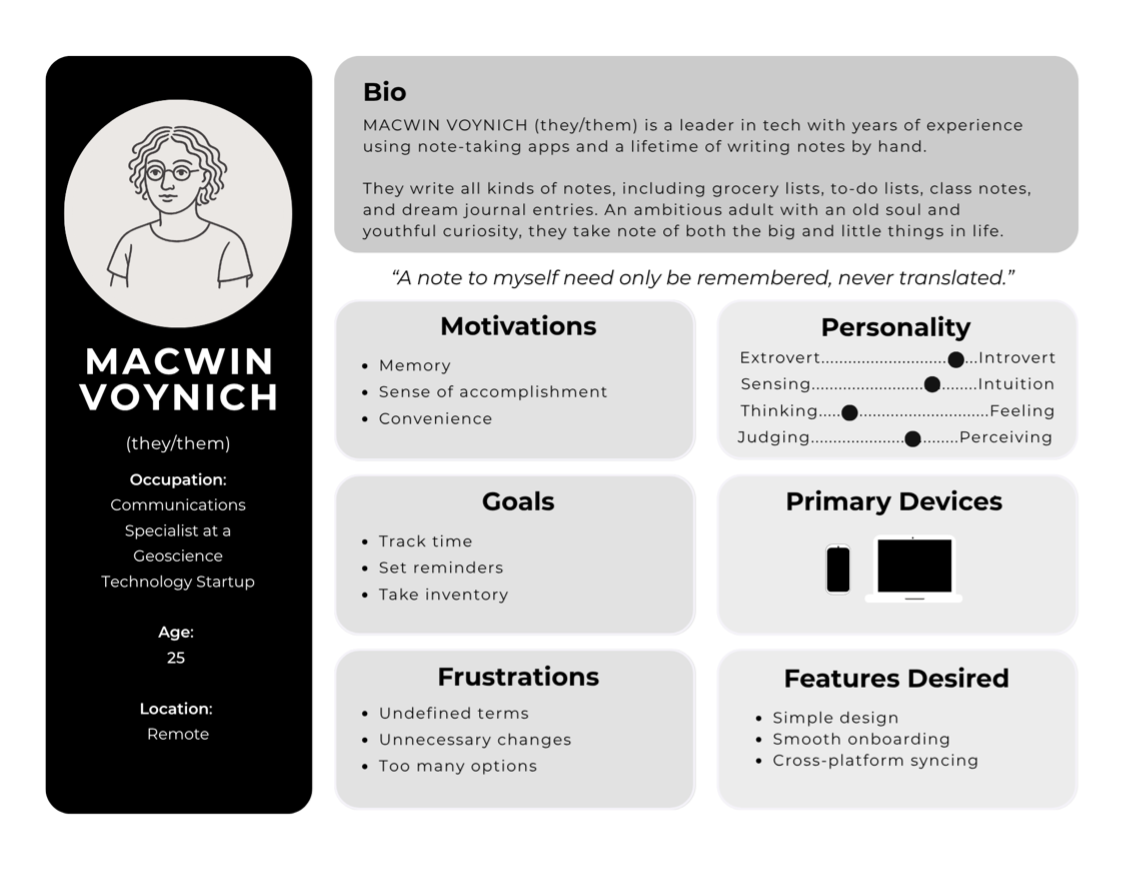 MACWIN
VOYNICH
(they/them)
Occupation:
Communications
Specialist at a
Geoscience
Technology Startup
Age:
25
Location:
Remote
Bio
MACWIN VOYNICH (they/them) is a leader in tech with years of experience
using note-taking apps and a lifetime of writing notes by hand.
They write all kinds of notes, including grocery lists, to-do lists, class notes,
and dream journal entries. An ambitious adult with an old soul and
youthful curiosity, they take note of both the big and little things in life.
“A note to myself need only be remembered, never translated.”
Motivations
• Memory
• Sense of accomplishment
• Convenience
Personality
Extrovert..............................●...Introvert
Sensing............................●........Intuition
Thinking.....●...............................Feeling
Judging......................●.........Perceiving
Goals
• Track time
• Set reminders
• Take inventory
Primary Devices
Frustrations
• Undefined terms
• Unnecessary changes
• Too many options
Features Desired
• Simple design
• Smooth onboarding
• Cross-platform syncing